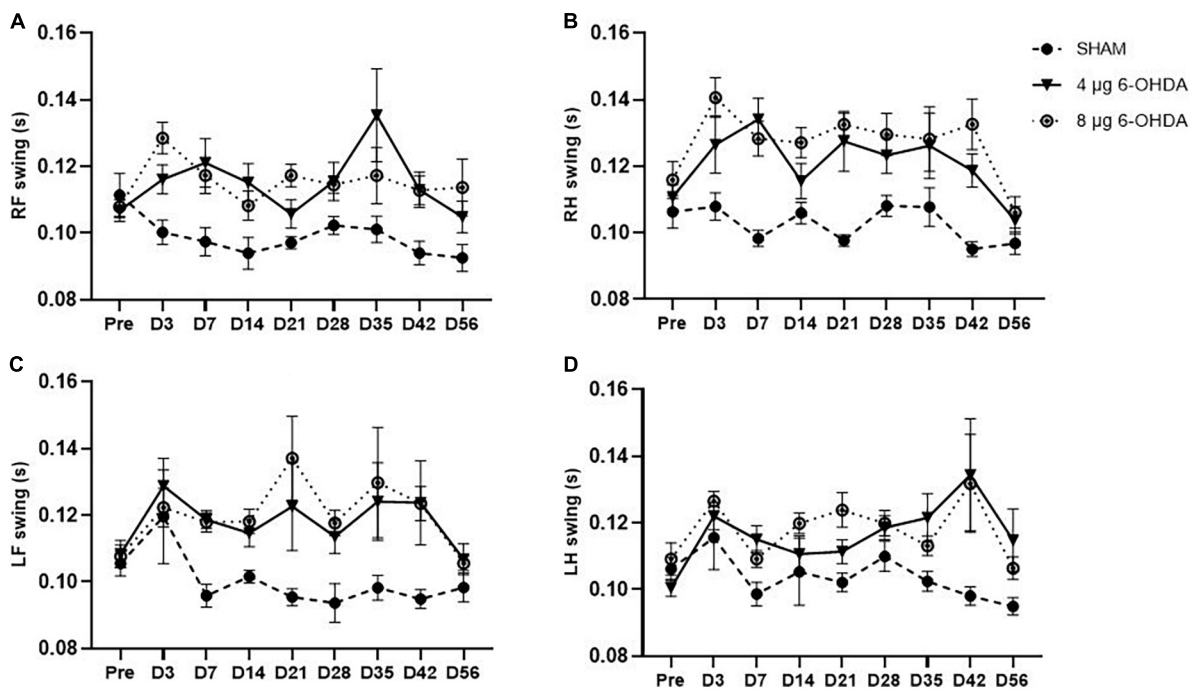 A
0.16
0.14
0.12
0.10
0.08
RF swing (s)
Pre D3 D7 D14 D21 D28 D35 D42 D56
B
0.16
0.14
0.12
0.10
0.08
RH swing (s)
Pre D3 D7 D14 D21 D28 D35 D42 D56
SHAM
4 µg 6-OHDA
8 µg 6-OHDA
C
0.16
0.14
0.12
0.10
0.08
LF swing (s)
Pre D3 D7 D14 D21 D28 D35 D42 D56
D
0.16
0.14
0.12
0.10
0.08
LH swing (s)
Pre D3 D7 D14 D21 D28 D35 D42 D56